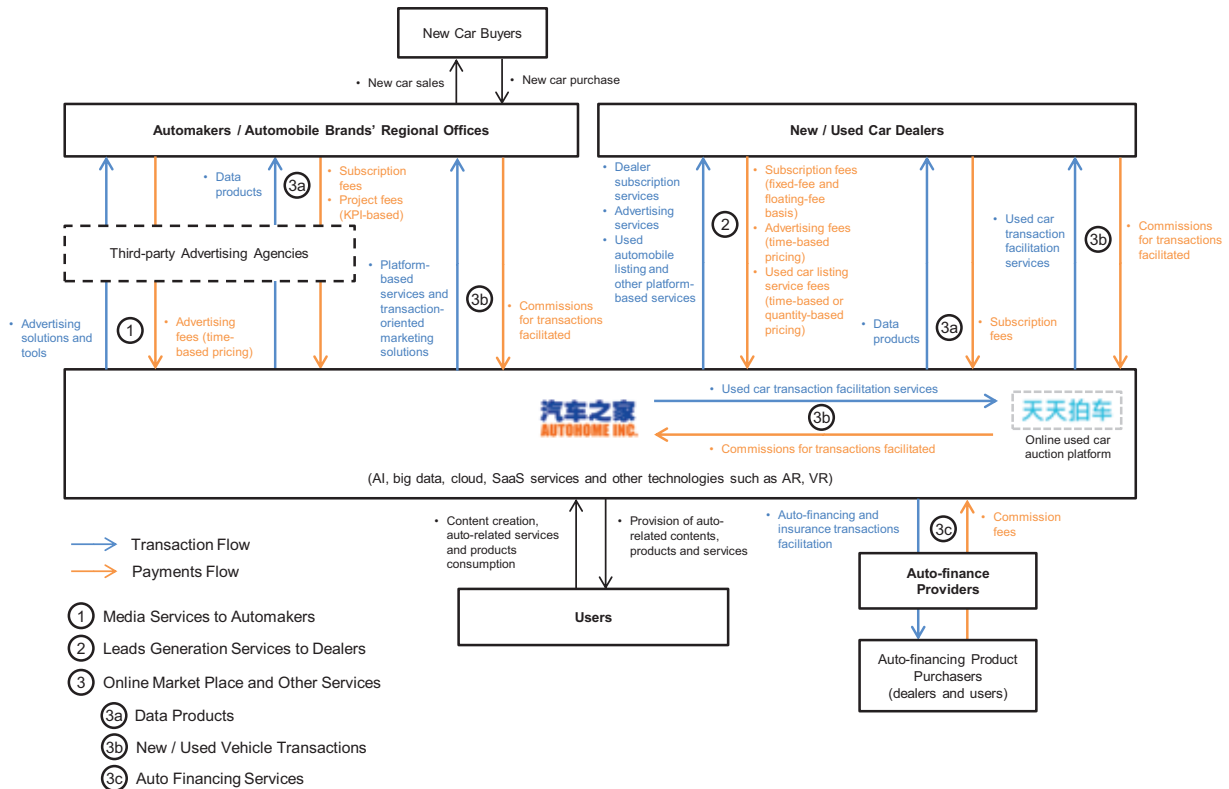 New Car Buyers
• New car sales
• New car purchase
Automakers / Automobile Brands' Regional Offices
New / Used Car Dealers
• Data
products
3a
• Subscription
fees
• Project fees
(KPI-based)
Third-party Advertising Agencies
• Advertising
solutions and
tools
1
• Advertising
fees (time-
based pricing)
• Platform-
based
services and
transaction-
oriented
marketing
solutions
3b
• Commissions
for transactions
facilitated
• Dealer
subscription
services
• Advertising
services
• Used
automobile
listing and
other platform-
based services
2
• Subscription fees
(fixed-fee and
floating-fee
basis)
• Advertising fees
(time-based
pricing)
• Used car listing
service fees
(time-based or
quantity-based
pricing)
• Data
products
3a
• Subscription
fees
• Used car
transaction
facilitation
services
3b
• Commissions
for transactions
facilitated
汽车之家
AUTOHOME INC.
• Used car transaction facilitation services
3b
• Commissions for transactions facilitated
天天拍车
Online used car
auction platform
(AI, big data, cloud, SaaS services and other technologies such as AR, VR)
• Content creation,
auto-related services
and products
consumption
• Provision of auto-
related contents,
products and services
Users
• Auto-financing and
insurance transactions
facilitation
3c
• Commission
fees
Auto-finance
Providers
Auto-financing Product
Purchasers
(dealers and users)
Transaction Flow
Payments Flow
1 Media Services to Automakers
2 Leads Generation Services to Dealers
3 Online Market Place and Other Services
3a Data Products
3b New / Used Vehicle Transactions
3c Auto Financing Services